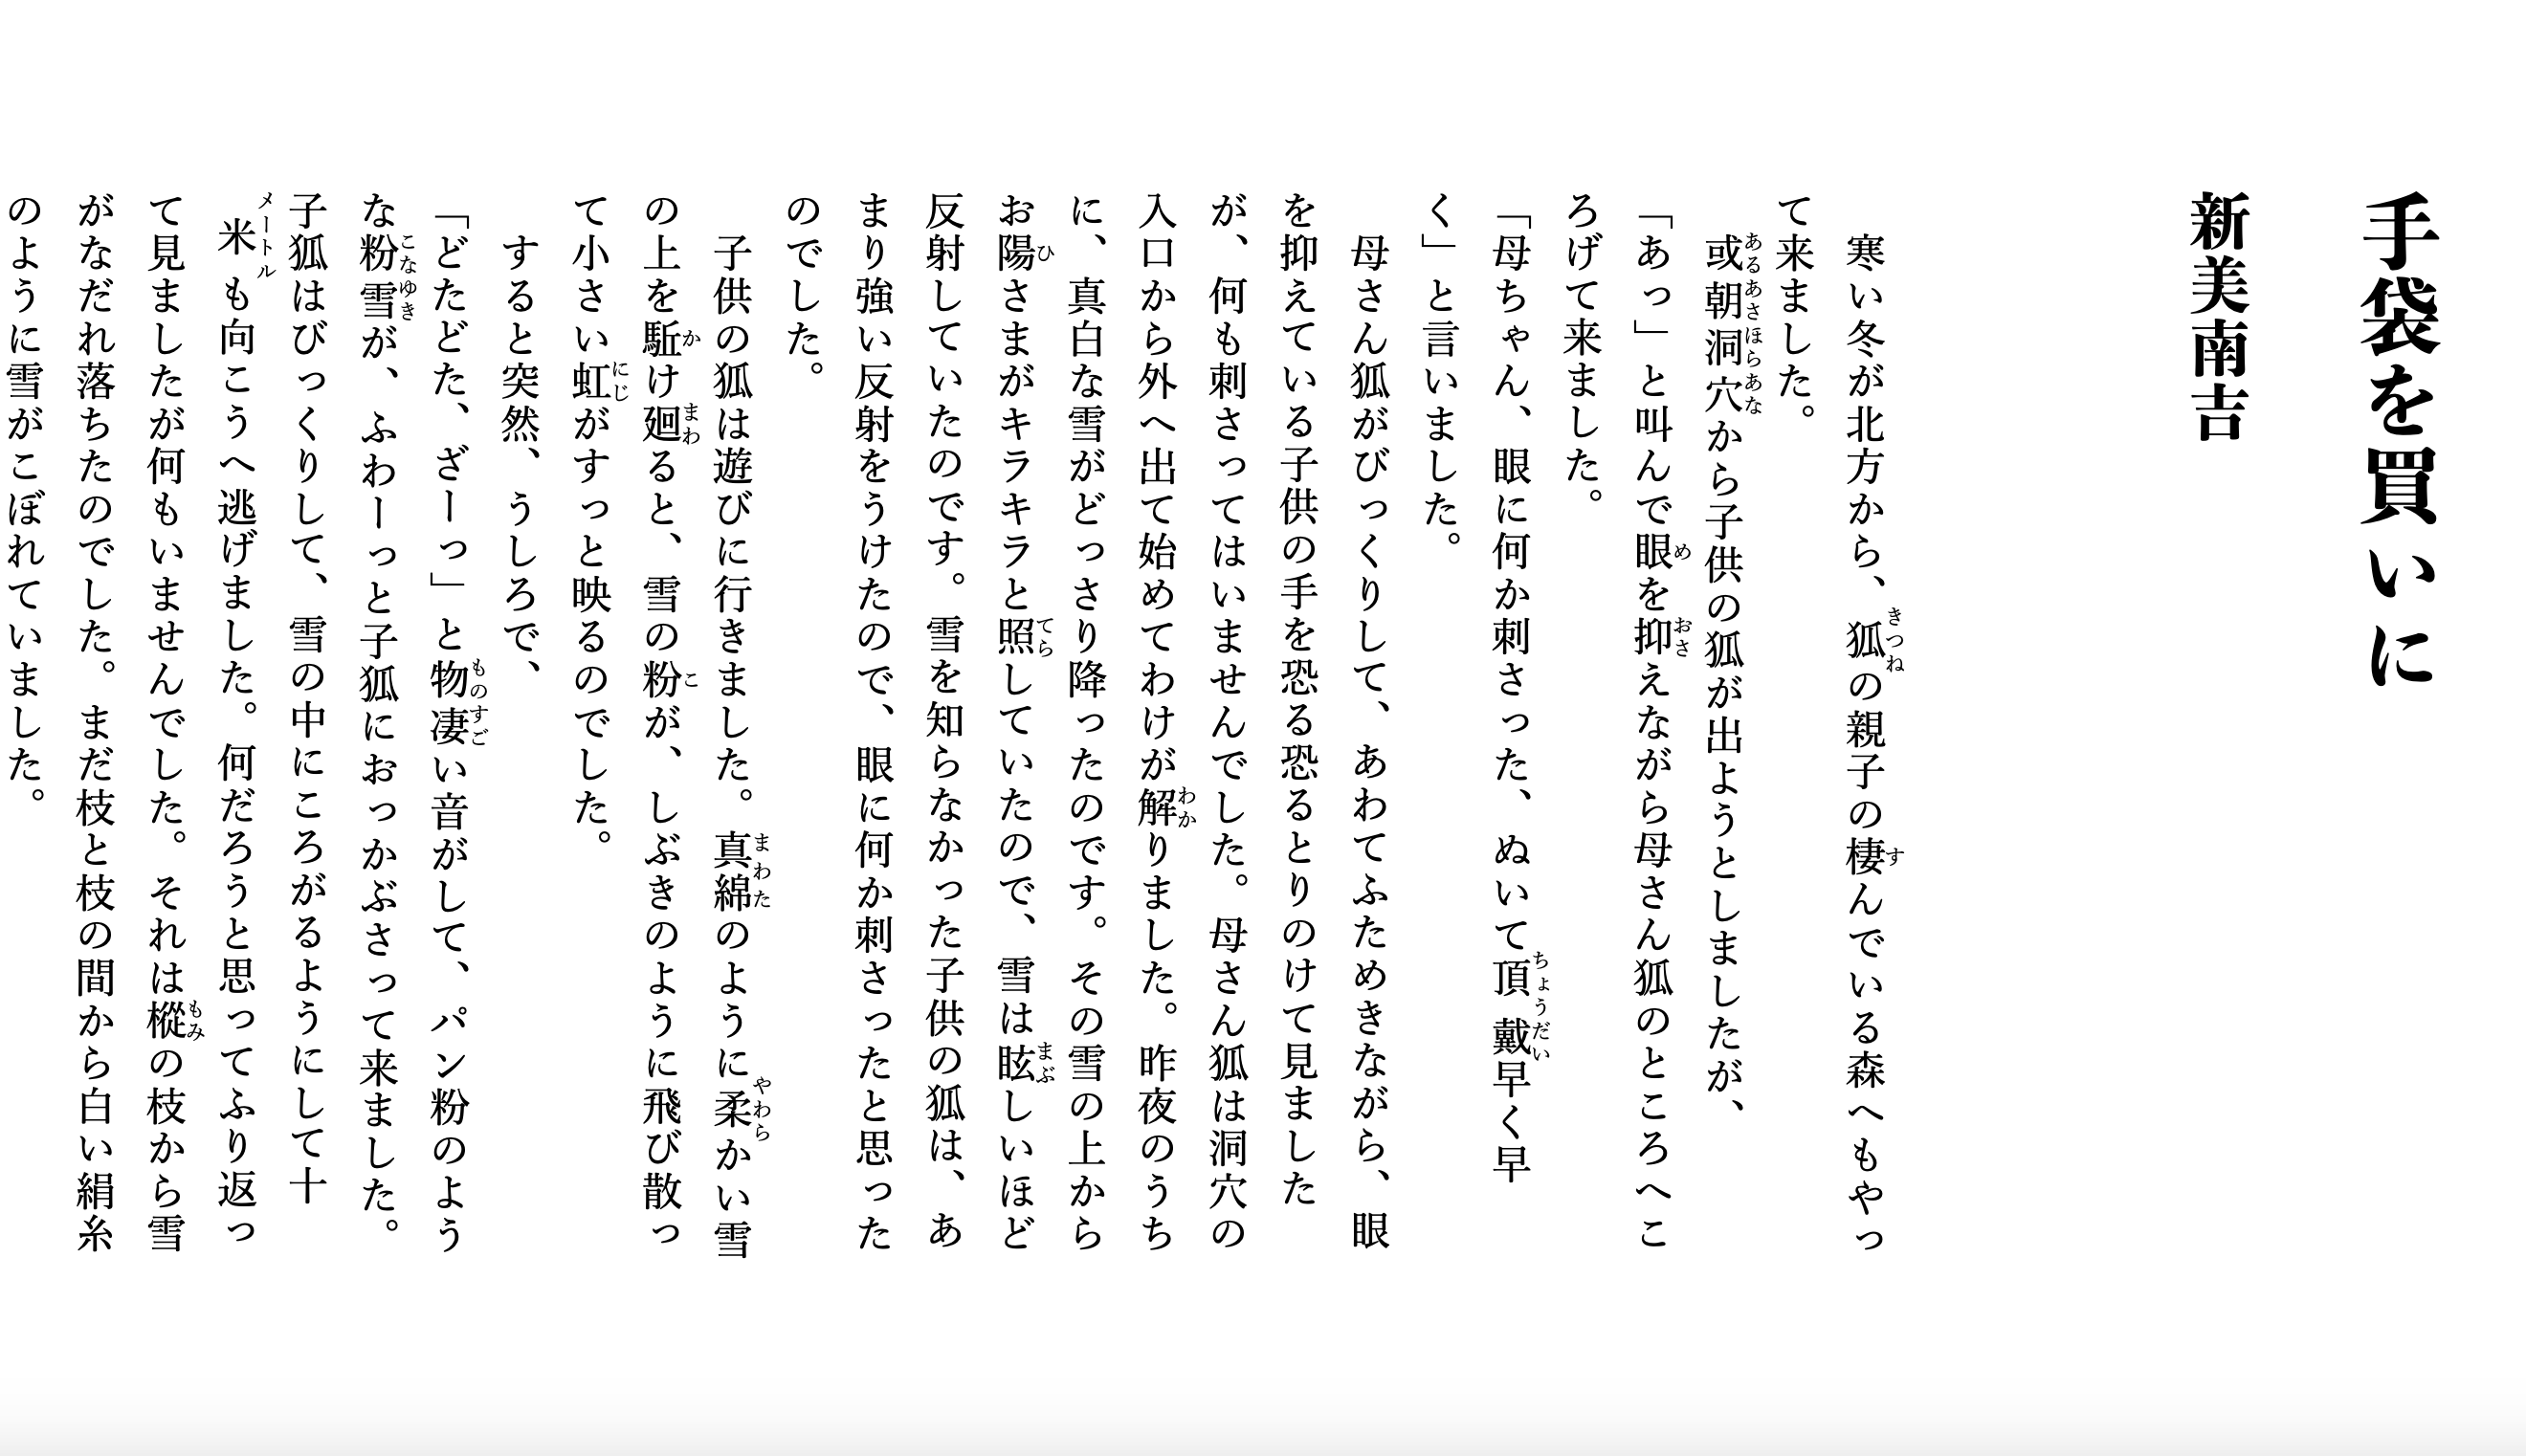 手袋を買いに
新美南吉
寒い冬が北方から、狐の親子の棲んでいる森へもやっ
て来ました。
或朝洞穴から子供の狐が出ようとしましたが、
「あっ」と叫んで眼を抑えながら母さん狐のところへこ
ろげて来ました。
「母ちゃん、眼に何か刺さった、ぬいて頂戴早く早
く」と言いました。
母さん狐がびっくりして、あわてふためきながら、眼
を抑えている子供の手を恐る恐るとりのけて見ました
が、何も刺さってはいませんでした。母さん狐は洞穴の
入口から外へ出て始めてわけが解りました。昨夜のうち
に、真白な雪がどっさり降ったのです。その雪の上から
お陽さまがキラキラと照していたので、雪は眩しいほど
反射していたのです。雪を知らなかった子供の狐は、あ
まり強い反射をうけたので、眼に何か刺さったと思った
のでした。
子供の狐は遊びに行きました。真綿のように柔かい雪
の上を駈け廻ると、雪の粉が、しぶきのように飛び散っ
て小さい虹がすっと映るのでした。
すると突然、うしろで、
「どたどた、ざーっ」と物凄い音がして、パン粉のよう
な粉雪が、ふわーっと子狐におっかぶさって来ました。
子狐はびっくりして、雪の中にころがるようにして十
米も向こうへ逃げました。何だろうと思ってふり返っ
て見ましたが何もいませんでした。それは樅の枝から雪
がなだれ落ちたのでした。まだ枝と枝の間から白い絹糸
のように雪がこぼれていました。